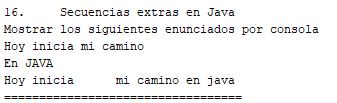 16.     Secuencias extras en Java
Mostrar los siguientes enunciados por consola
Hoy inicia mi camino
En JAVA
Hoy inicia      mi camino en java
==================================